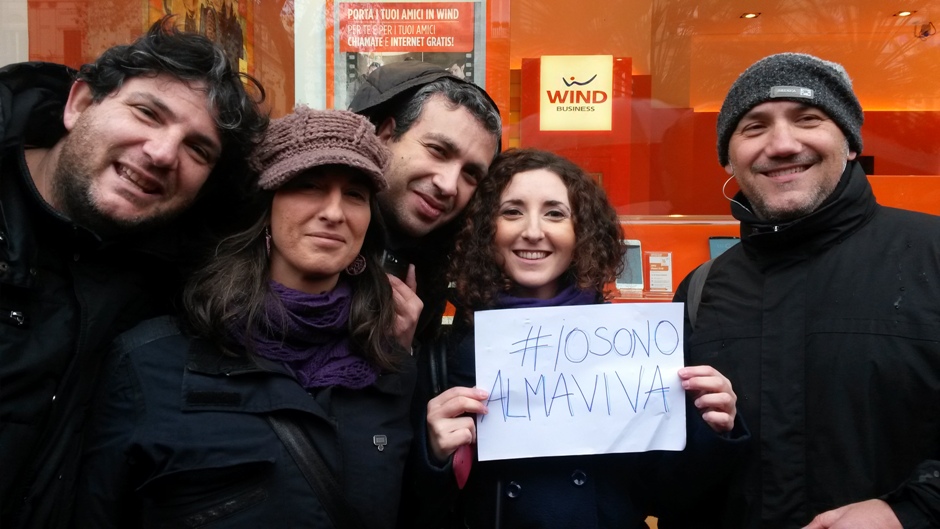 PORTA I TUOI AMICI IN WIND
PER TE E PER I TUOI AMICI
CHIAMATE E INTERNET GRATIS!
WIND
BUSINESS
#IOSONO
ALMAVIVA